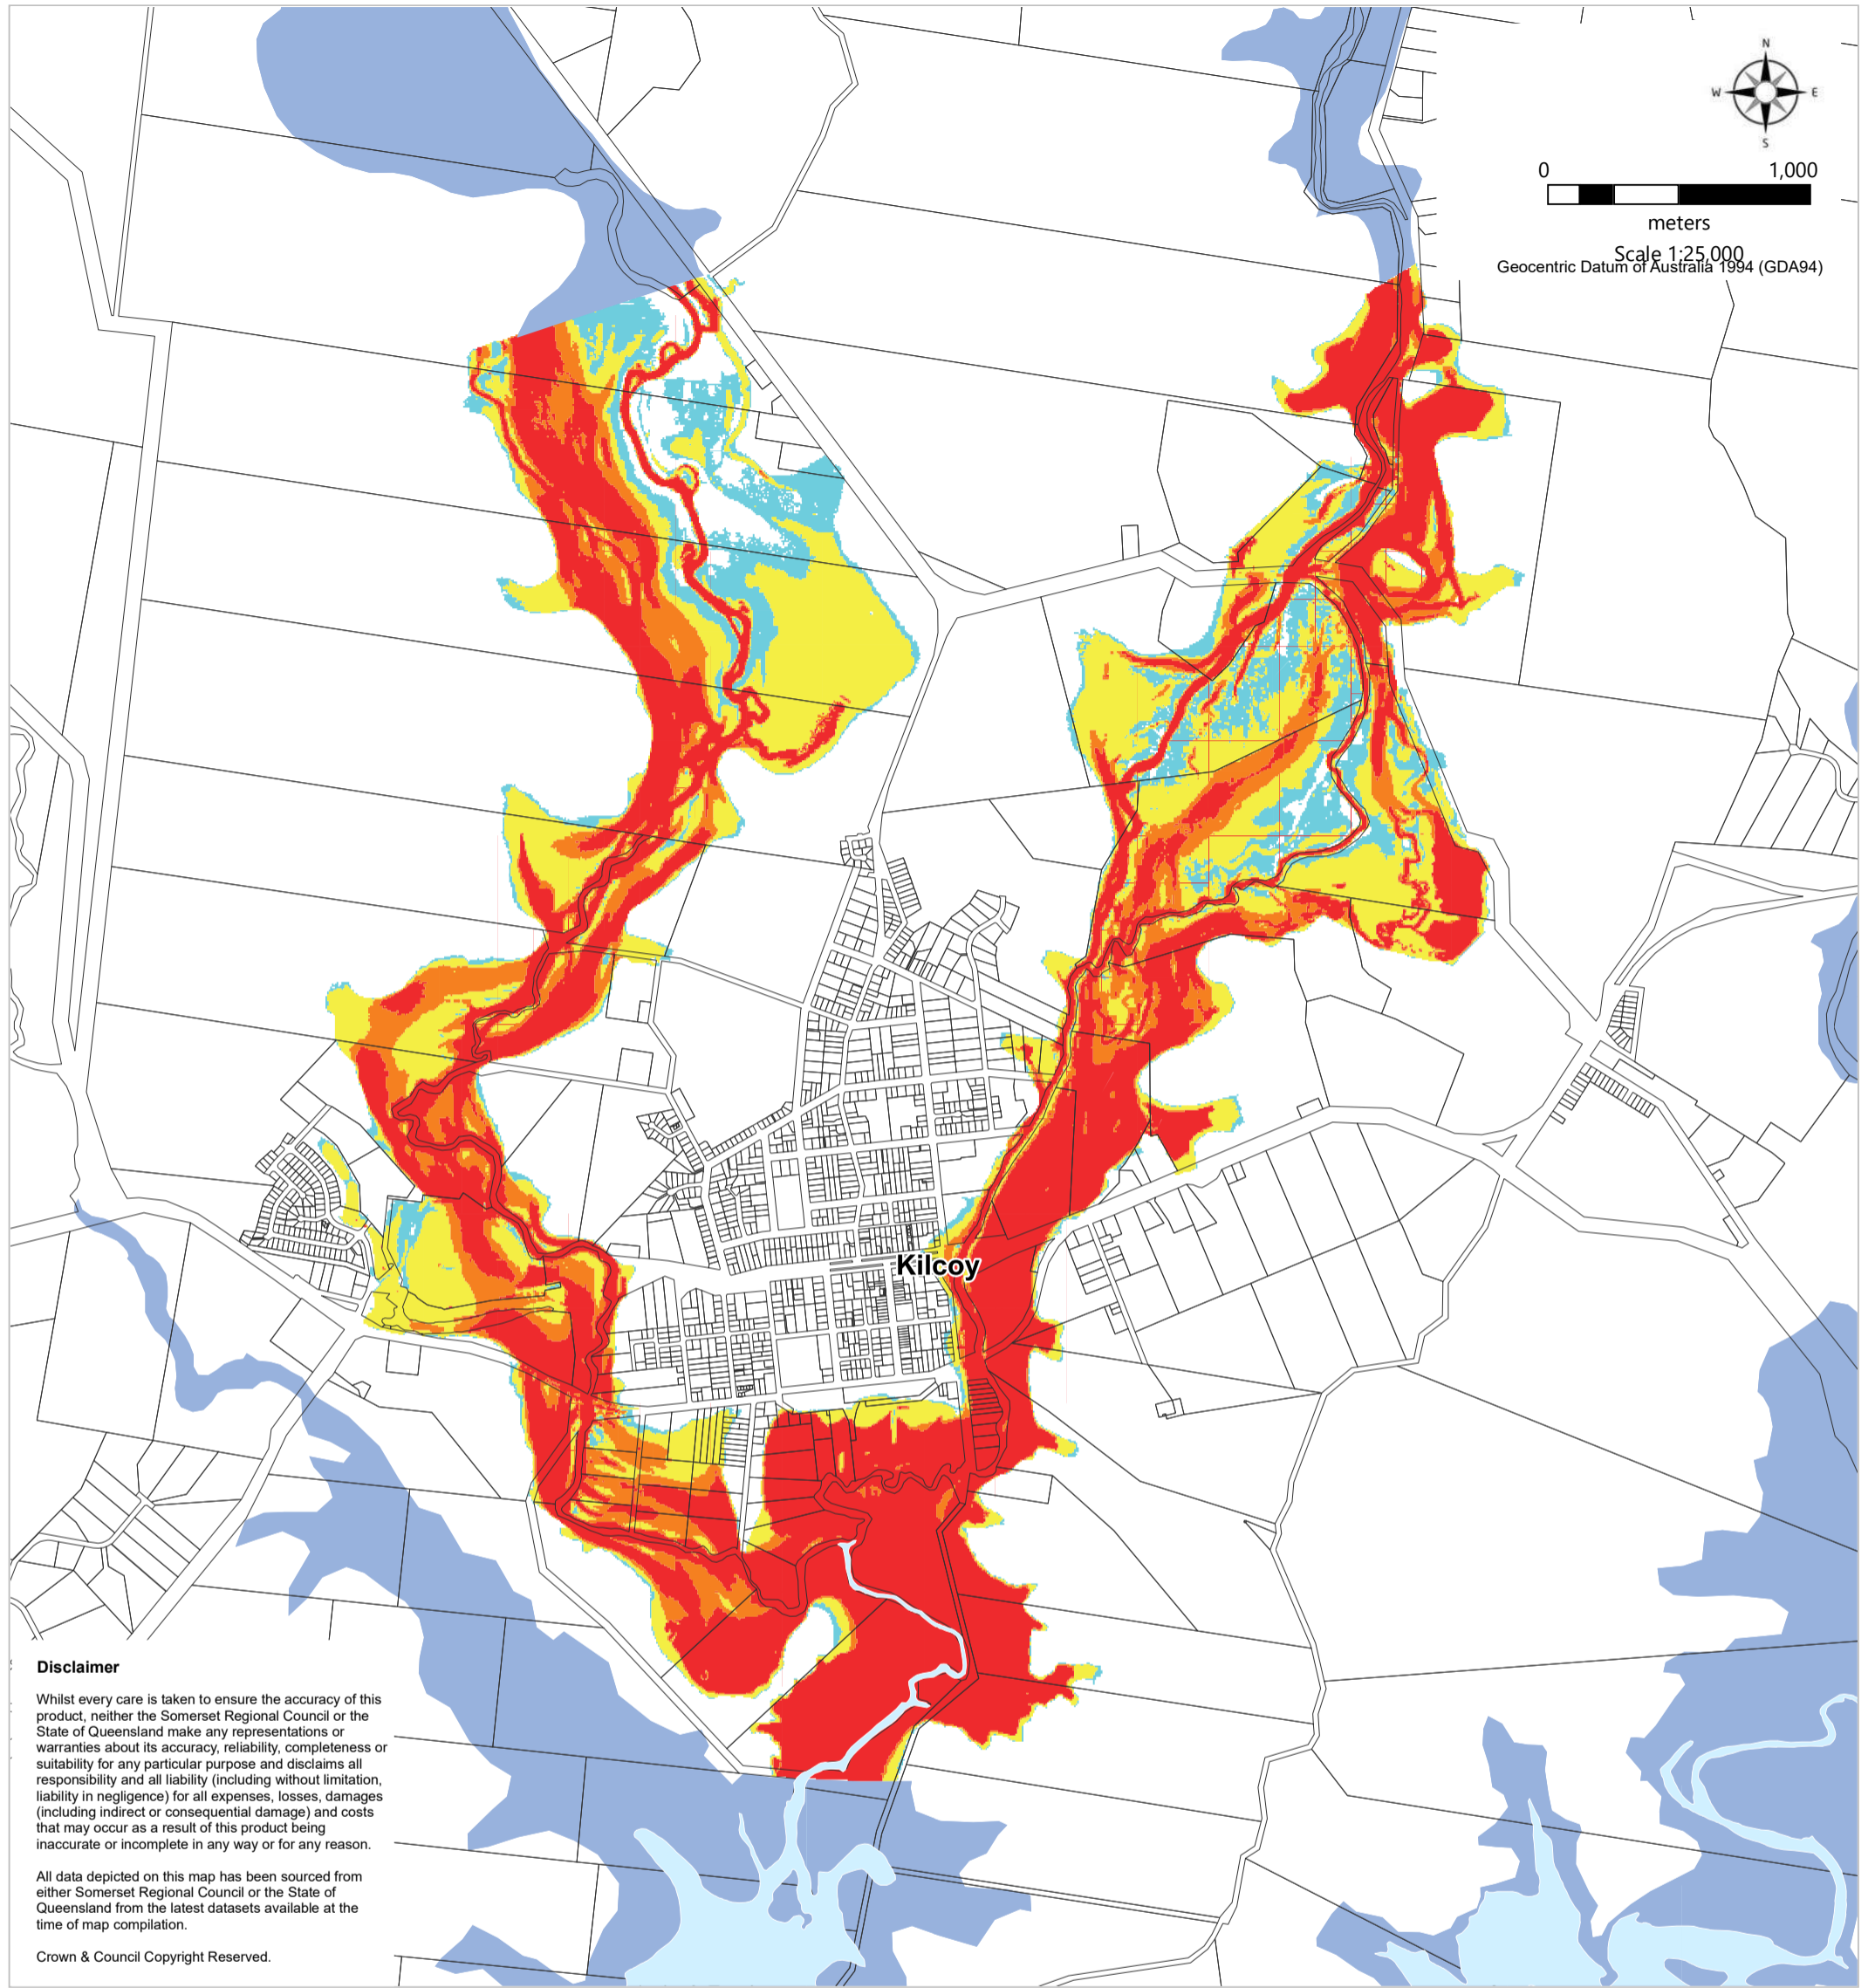 N
W E
S
0 1,000
meters
Scale 1:25,000
Geocentric Datum of Australia 1994 (GDA94)
Kilcoy
Disclaimer
Whilst every care is taken to ensure the accuracy of this
product, neither the Somerset Regional Council or the
State of Queensland make any representations or
warranties about its accuracy, reliability, completeness or
suitability for any particular purpose and disclaims all
responsibility and all liability (including without limitation,
liability in negligence) for all expenses, losses, damages
(including indirect or consequential damage) and costs
that may occur as a result of this product being
inaccurate or incomplete in any way or for any reason.
All data depicted on this map has been sourced from
either Somerset Regional Council or the State of
Queensland from the latest datasets available at the
time of map compilation.
Crown & Council Copyright Reserved.